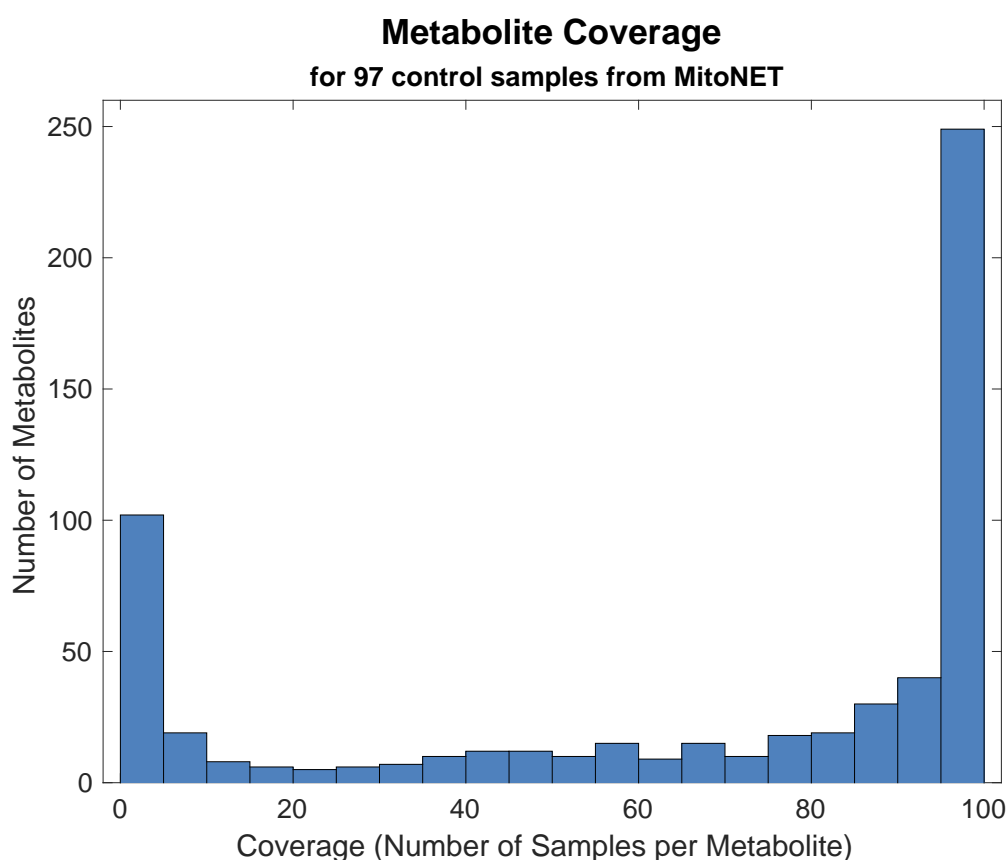 Metabolite Coverage
for 97 control samples from MitoNET
250
200
150
100
50
0
Number of Metabolites
0 20 40 60 80 100
Coverage (Number of Samples per Metabolite)